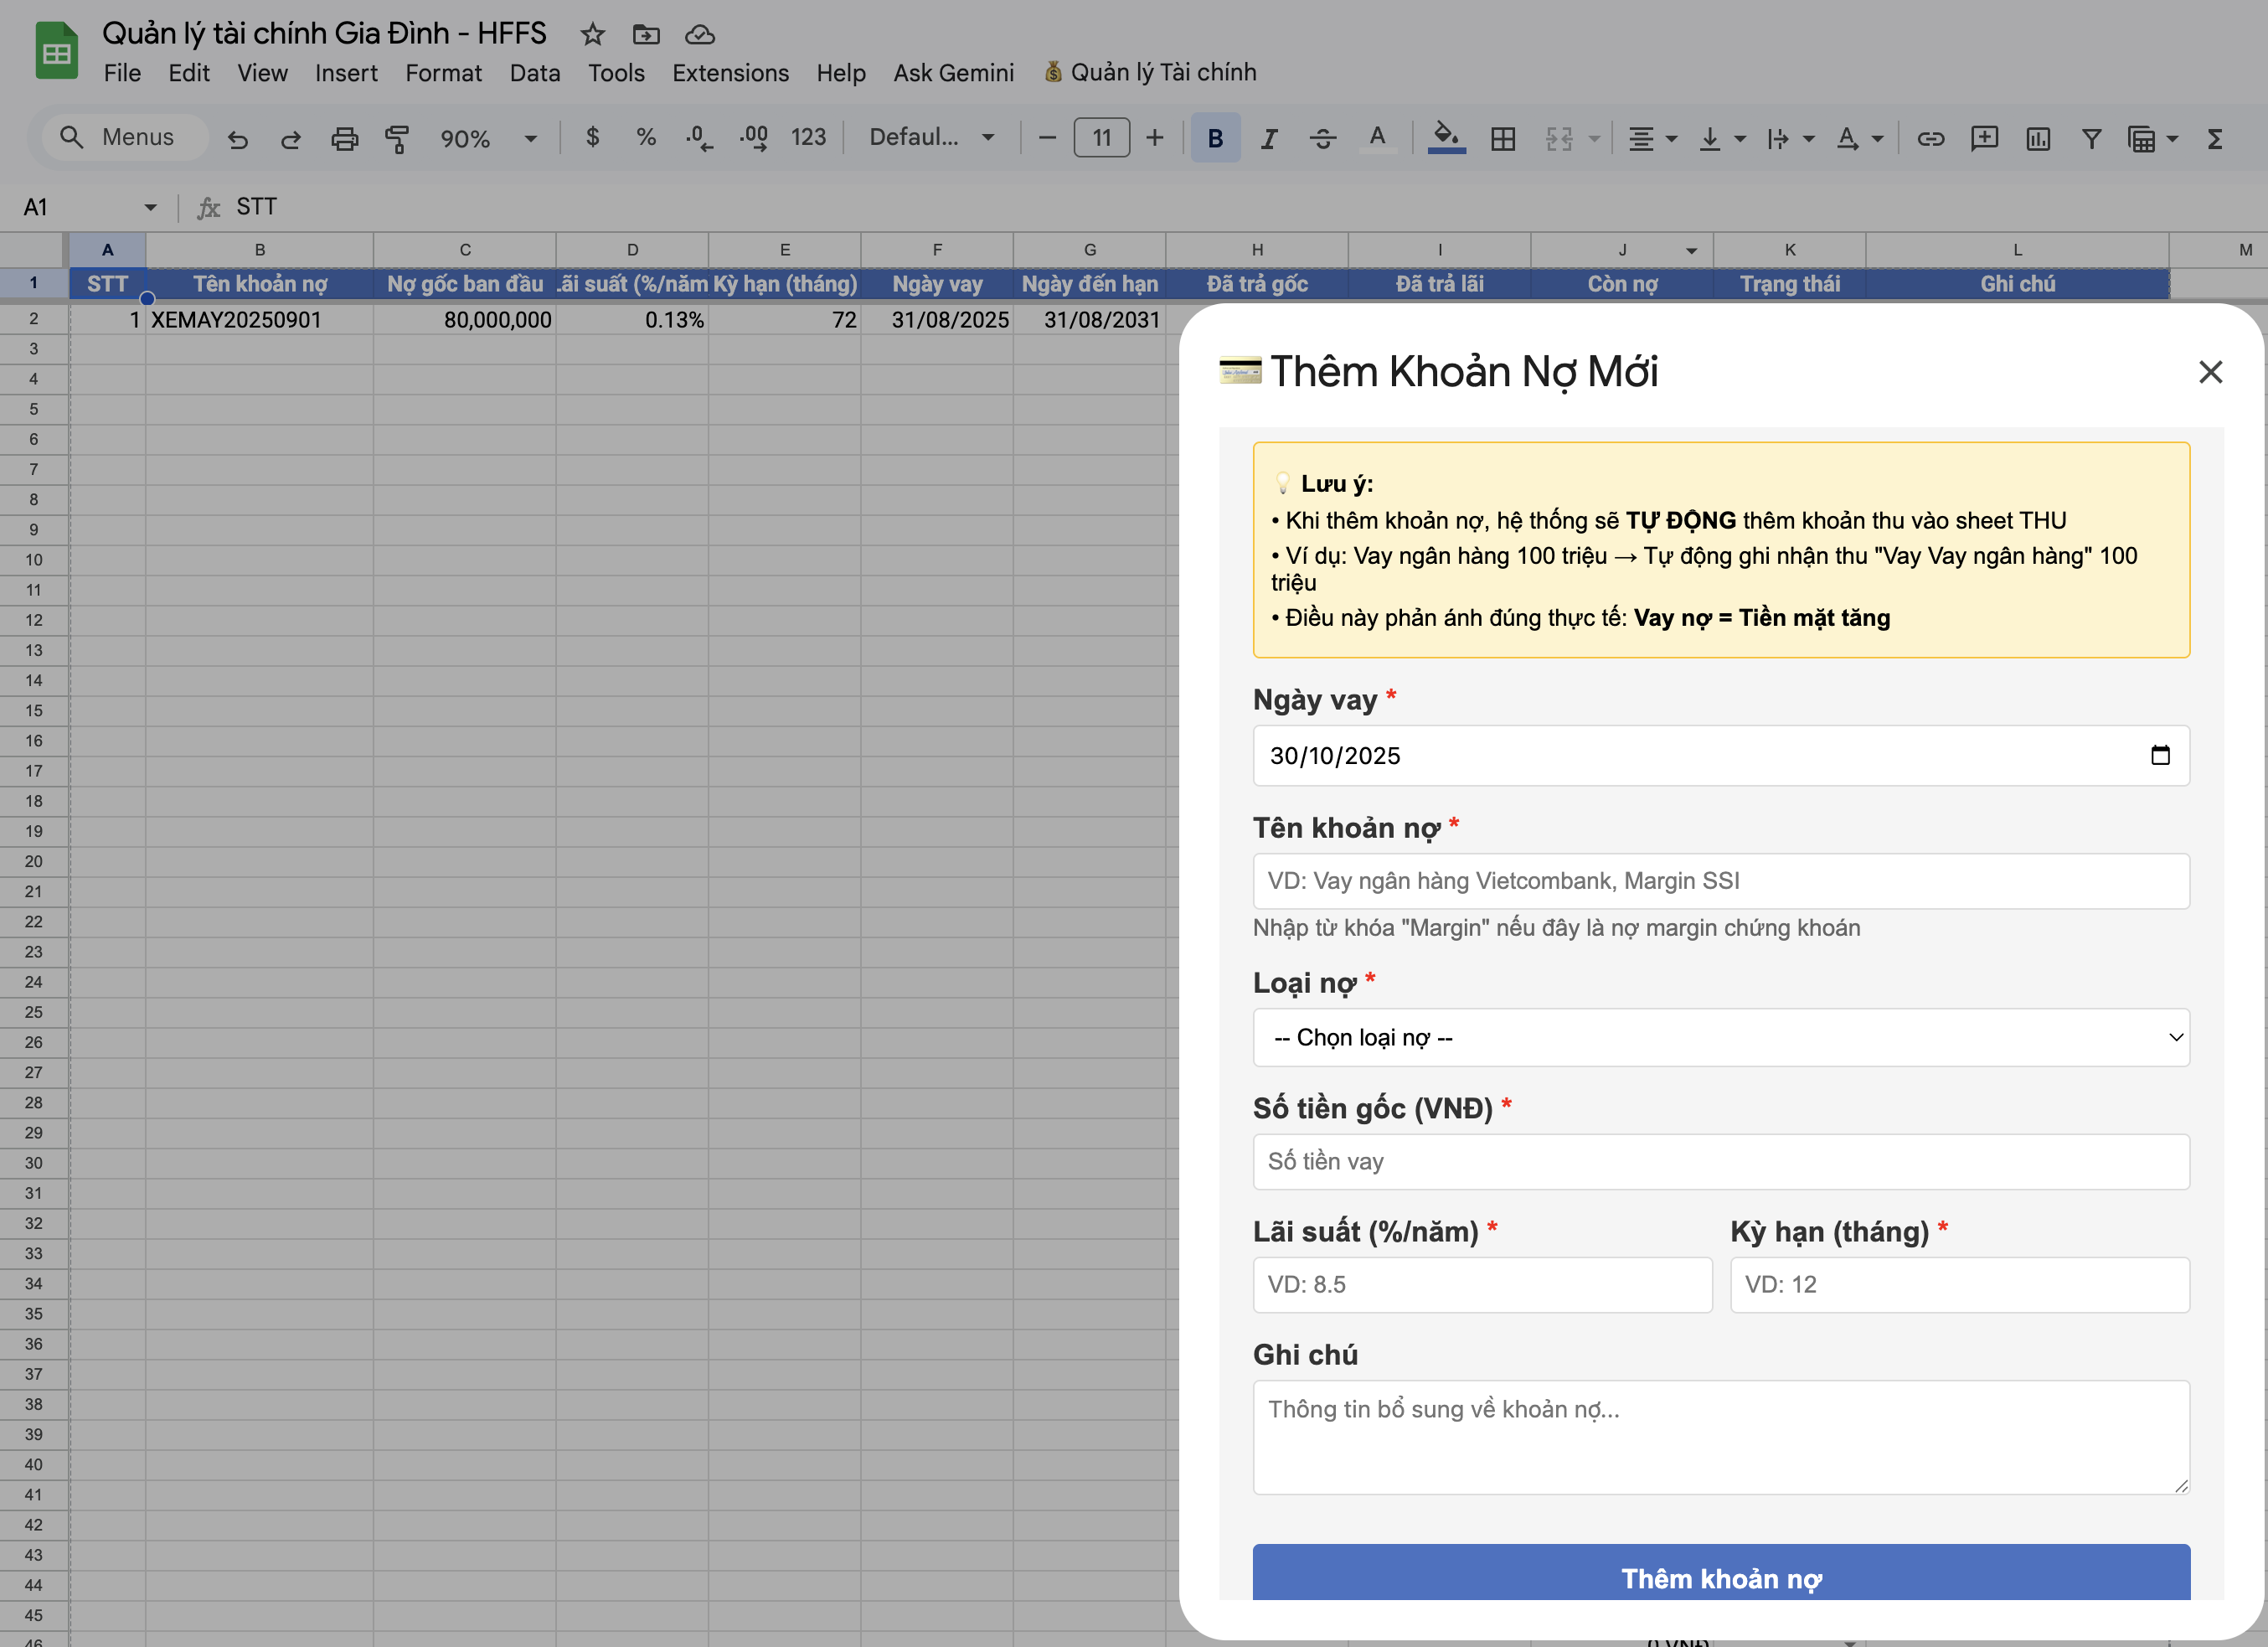 Quản lý tài chính Gia Đình - HFFS
File Edit View Insert Format Data Tools Extensions Help Ask Gemini 💰 Quản lý Tài chính
Menus 90% $ % .0 .00 123 Defaul... 11 B I A A Σ
A1 fx STT
A B C D E F G H I J K L M
1 STT Tên khoản nợ Nợ gốc ban đầu Lãi suất (%/năm Kỳ hạn (tháng) Ngày vay Ngày đến hạn Đã trả gốc Đã trả lãi Còn nợ Trạng thái Ghi chú
2 1 XEMAY20250901 80,000,000 0.13% 72 31/08/2025 31/08/2031
3
4
5
6
7
8
9
10
11
12
13
14
15
16
17
18
19
20
21
22
23
24
25
26
27
28
29
30
31
32
33
34
35
36
37
38
39
40
41
42
43
44
45
46
💳 Thêm Khoản Nợ Mới
💡 Lưu ý:
• Khi thêm khoản nợ, hệ thống sẽ TỰ ĐỘNG thêm khoản thu vào sheet THU
• Ví dụ: Vay ngân hàng 100 triệu → Tự động ghi nhận thu "Vay Vay ngân hàng" 100
triệu
• Điều này phản ánh đúng thực tế: Vay nợ = Tiền mặt tăng
Ngày vay *
30/10/2025
Tên khoản nợ *
VD: Vay ngân hàng Vietcombank, Margin SSI
Nhập từ khóa "Margin" nếu đây là nợ margin chứng khoán
Loại nợ *
-- Chọn loại nợ --
Số tiền gốc (VNĐ) *
Số tiền vay
Lãi suất (%/năm) * Kỳ hạn (tháng) *
VD: 8.5 VD: 12
Ghi chú
Thông tin bổ sung về khoản nợ...
Thêm khoản nợ
0 VNĐ